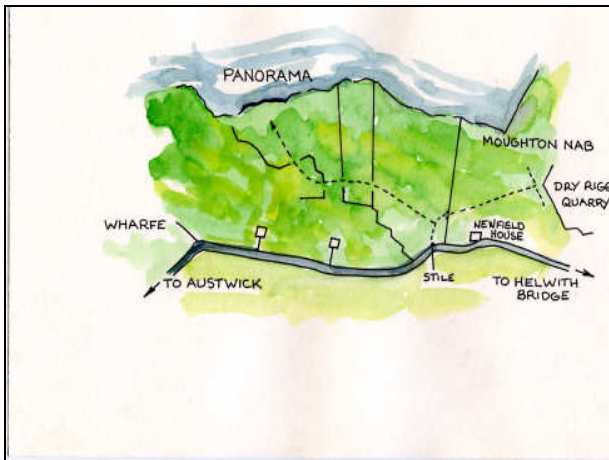 PANORAMA
MOUGHTON NAB
DRY RIGG
QUARRY
WHARFE
NEWFIELD
HOUSE
TO AUSTWICK
STILE
TO HELWITH
BRIDGE